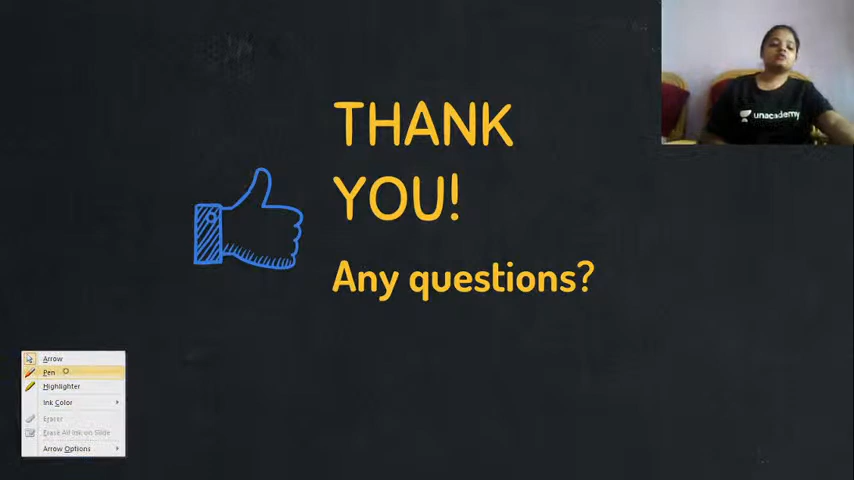 unacademy
THANK
YOU!
Any questions?
Arrow
Pen
Highlighter
Ink Color
Eraser
Erase All Ink on Slide
Arrow Options